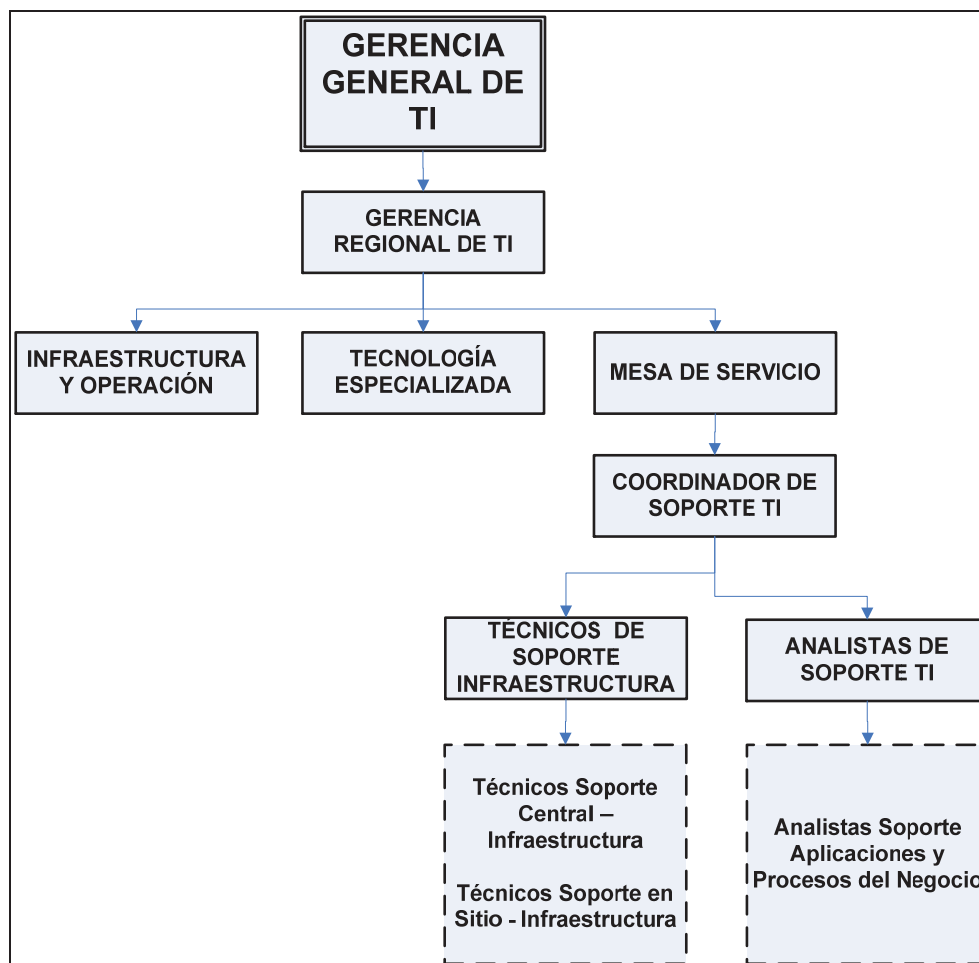 GERENCIA
GENERAL DE
TI
GERENCIA
REGIONAL DE TI
INFRAESTRUCTURA
Y OPERACIÓN
TECNOLOGÍA
ESPECIALIZADA
MESA DE SERVICIO
COORDINADOR DE
SOPORTE TI
TÉCNICOS DE
SOPORTE
INFRAESTRUCTURA
ANALISTAS DE
SOPORTE TI
Técnicos Soporte
Central –
Infraestructura
Técnicos Soporte en
Sitio - Infraestructura
Analistas Soporte
Aplicaciones y
Procesos del Negocio